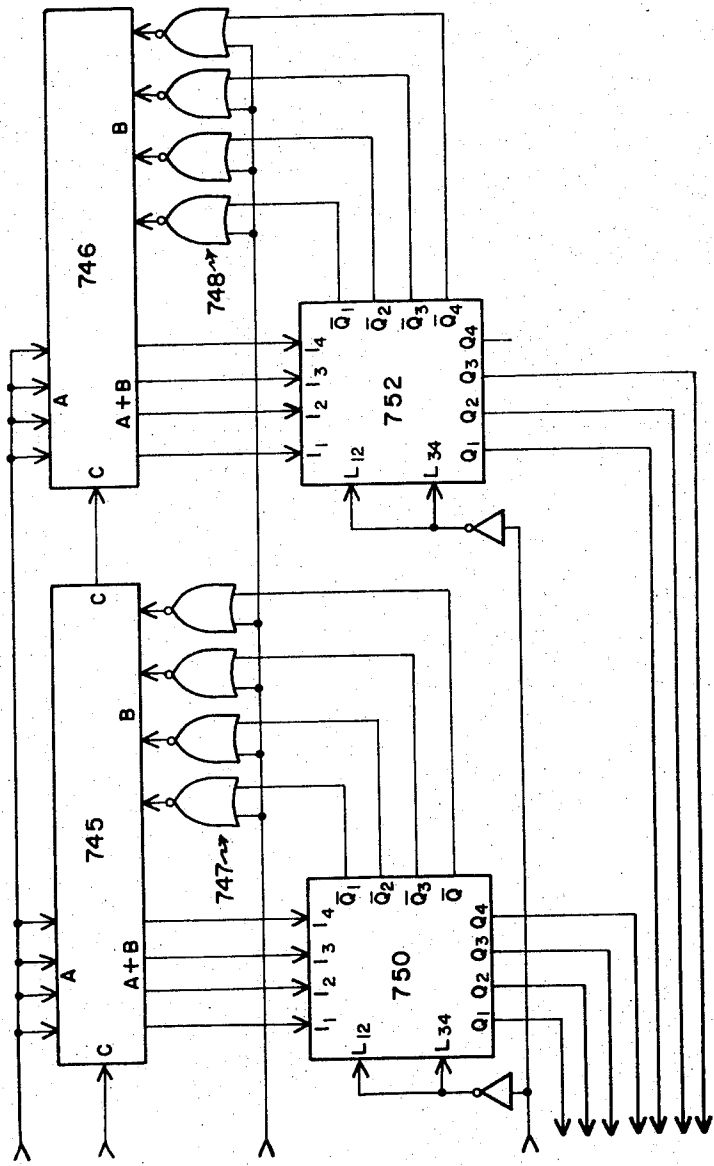 746
C
A
B
A+B
748
I1 I2 I3 I4
L12
L34
752
Q̅1
Q̅2
Q̅3
Q̅4
Q1 Q2 Q3 Q4
745
C
A
B
C
A+B
747
I1 I2 I3 I4
L12
L34
750
Q̅1
Q̅2
Q̅3
Q̅
Q1 Q2 Q3 Q4